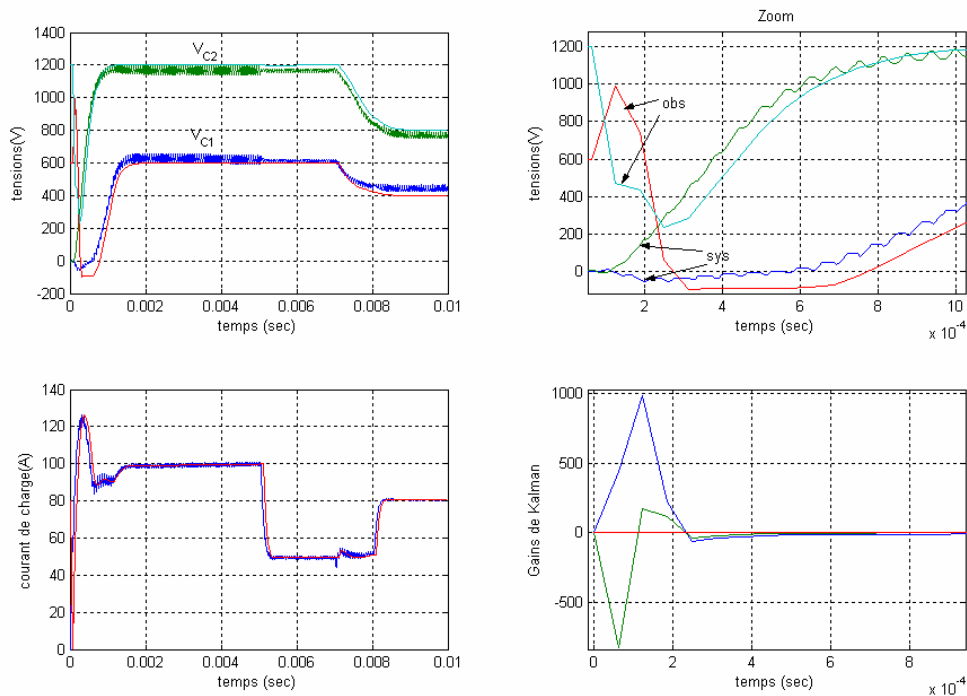 Zoom
1400
1200
1000
800
600
400
200
0
-200
tensions(V)
V_C2
V_C1
0 0.002 0.004 0.006 0.008 0.01
temps (sec)
1200
1000
800
600
400
200
0
tensions(V)
obs
sys
2 4 6 8 10
temps (sec)
x 10^-4
140
120
100
80
60
40
20
0
courant de charge(A)
0 0.002 0.004 0.006 0.008 0.01
temps (sec)
1000
500
0
-500
Gains de Kalman
0 2 4 6 8
temps (sec)
x 10^-4